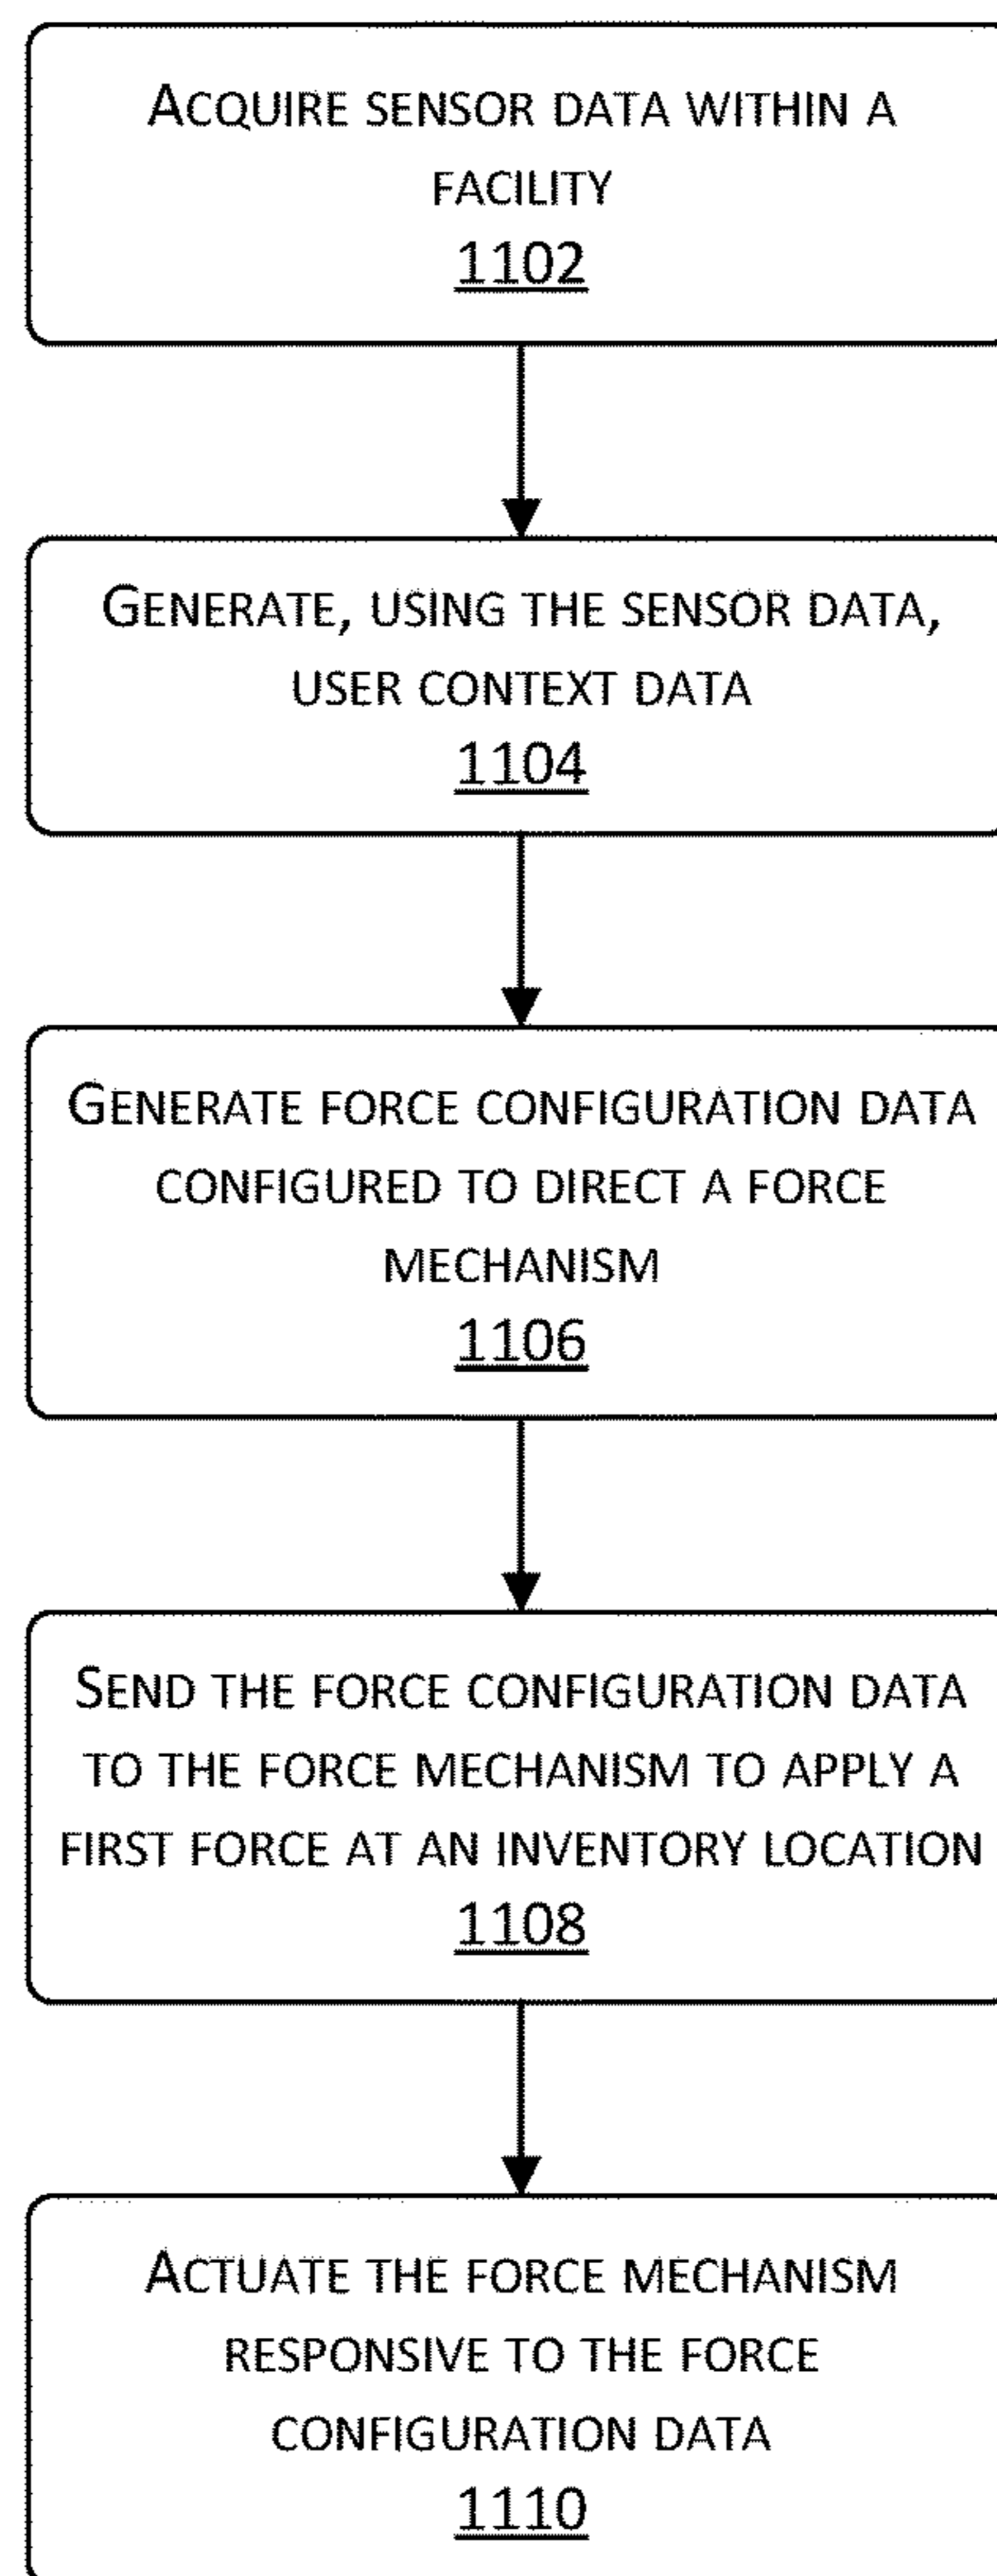 ACQUIRE SENSOR DATA WITHIN A
FACILITY
1102
GENERATE, USING THE SENSOR DATA,
USER CONTEXT DATA
1104
GENERATE FORCE CONFIGURATION DATA
CONFIGURED TO DIRECT A FORCE
MECHANISM
1106
SEND THE FORCE CONFIGURATION DATA
TO THE FORCE MECHANISM TO APPLY A
FIRST FORCE AT AN INVENTORY LOCATION
1108
ACTUATE THE FORCE MECHANISM
RESPONSIVE TO THE FORCE
CONFIGURATION DATA
1110